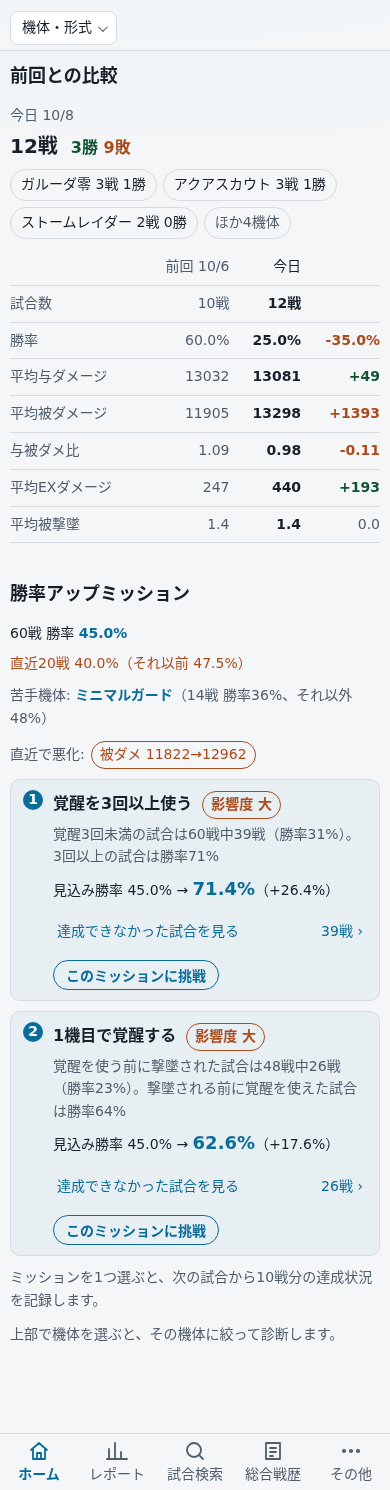 機体・形式
前回との比較
今日 10/8
12戦 3勝 9敗
ガルーダ零 3戦 1勝 アクアスカウト 3戦 1勝
ストームレイダー 2戦 0勝 ほか4機体
前回 10/6 今日
試合数 10戦 12戦
勝率 60.0% 25.0% -35.0%
平均与ダメージ 13032 13081 +49
平均被ダメージ 11905 13298 +1393
与被ダメ比 1.09 0.98 -0.11
平均EXダメージ 247 440 +193
平均被撃墜 1.4 1.4 0.0
勝率アップミッション
60戦 勝率 45.0%
直近20戦 40.0%（それ以前 47.5%）
苦手機体: ミニマルガード（14戦 勝率36%、それ以外
48%）
直近で悪化: 被ダメ 11822→12962
1 覚醒を3回以上使う 影響度 大
覚醒3回未満の試合は60戦中39戦（勝率31%）。
3回以上の試合は勝率71%
見込み勝率 45.0% → 71.4%（+26.4%）
達成できなかった試合を見る 39戦 ›
このミッションに挑戦
2 1機目で覚醒する 影響度 大
覚醒を使う前に撃墜された試合は48戦中26戦
（勝率23%）。撃墜される前に覚醒を使えた試合
は勝率64%
見込み勝率 45.0% → 62.6%（+17.6%）
達成できなかった試合を見る 26戦 ›
このミッションに挑戦
ミッションを1つ選ぶと、次の試合から10戦分の達成状況
を記録します。
上部で機体を選ぶと、その機体に絞って診断します。
ホーム レポート 試合検索 総合戦歴 その他